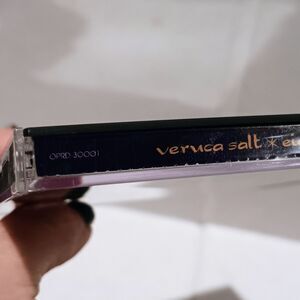 OPRD-30001 veruca salt x